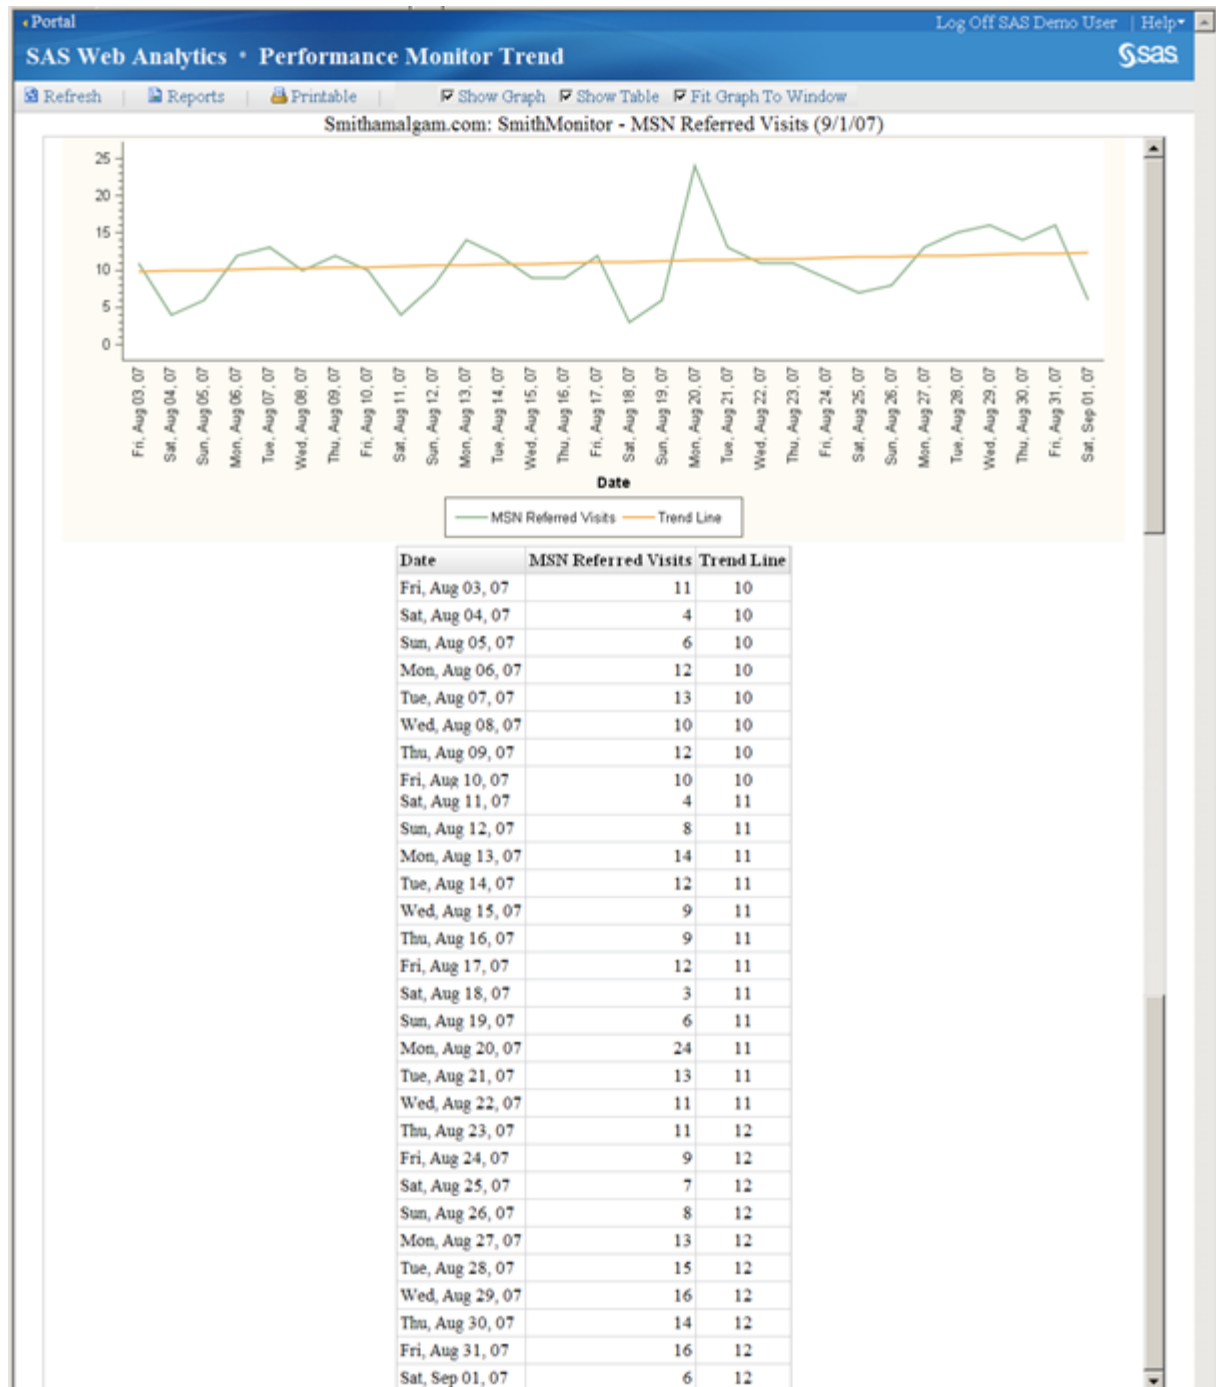 Portal
Log Off SAS Demo User | Help
SAS Web Analytics • Performance Monitor Trend
sas
Refresh | Reports | Printable | Show Graph Show Table Fit Graph To Window
Smithamalgam.com: SmithMonitor - MSN Referred Visits (9/1/07)
25
20
15
10
5
0
Fri, Aug 03, 07
Sat, Aug 04, 07
Sun, Aug 05, 07
Mon, Aug 06, 07
Tue, Aug 07, 07
Wed, Aug 08, 07
Thu, Aug 09, 07
Fri, Aug 10, 07
Sat, Aug 11, 07
Sun, Aug 12, 07
Mon, Aug 13, 07
Tue, Aug 14, 07
Wed, Aug 15, 07
Thu, Aug 16, 07
Fri, Aug 17, 07
Sat, Aug 18, 07
Sun, Aug 19, 07
Mon, Aug 20, 07
Tue, Aug 21, 07
Wed, Aug 22, 07
Thu, Aug 23, 07
Fri, Aug 24, 07
Sat, Aug 25, 07
Sun, Aug 26, 07
Mon, Aug 27, 07
Tue, Aug 28, 07
Wed, Aug 29, 07
Thu, Aug 30, 07
Fri, Aug 31, 07
Sat, Sep 01, 07
Date
MSN Referred Visits Trend Line
Date MSN Referred Visits Trend Line
Fri, Aug 03, 07 11 10
Sat, Aug 04, 07 4 10
Sun, Aug 05, 07 6 10
Mon, Aug 06, 07 12 10
Tue, Aug 07, 07 13 10
Wed, Aug 08, 07 10 10
Thu, Aug 09, 07 12 10
Fri, Aug 10, 07 10 10
Sat, Aug 11, 07 4 11
Sun, Aug 12, 07 8 11
Mon, Aug 13, 07 14 11
Tue, Aug 14, 07 12 11
Wed, Aug 15, 07 9 11
Thu, Aug 16, 07 9 11
Fri, Aug 17, 07 12 11
Sat, Aug 18, 07 3 11
Sun, Aug 19, 07 6 11
Mon, Aug 20, 07 24 11
Tue, Aug 21, 07 13 11
Wed, Aug 22, 07 11 11
Thu, Aug 23, 07 11 12
Fri, Aug 24, 07 9 12
Sat, Aug 25, 07 7 12
Sun, Aug 26, 07 8 12
Mon, Aug 27, 07 13 12
Tue, Aug 28, 07 15 12
Wed, Aug 29, 07 16 12
Thu, Aug 30, 07 14 12
Fri, Aug 31, 07 16 12
Sat, Sep 01, 07 6 12